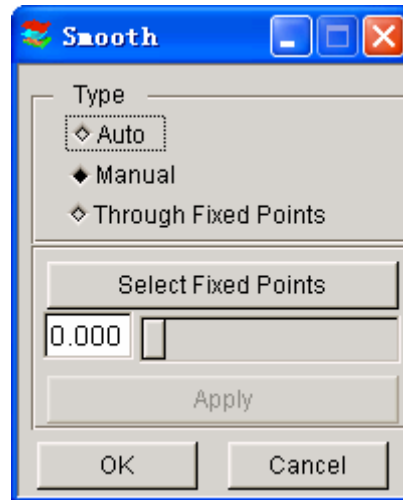 Smooth
Type
Auto
Manual
Through Fixed Points
Select Fixed Points
0.000
Apply
OK Cancel